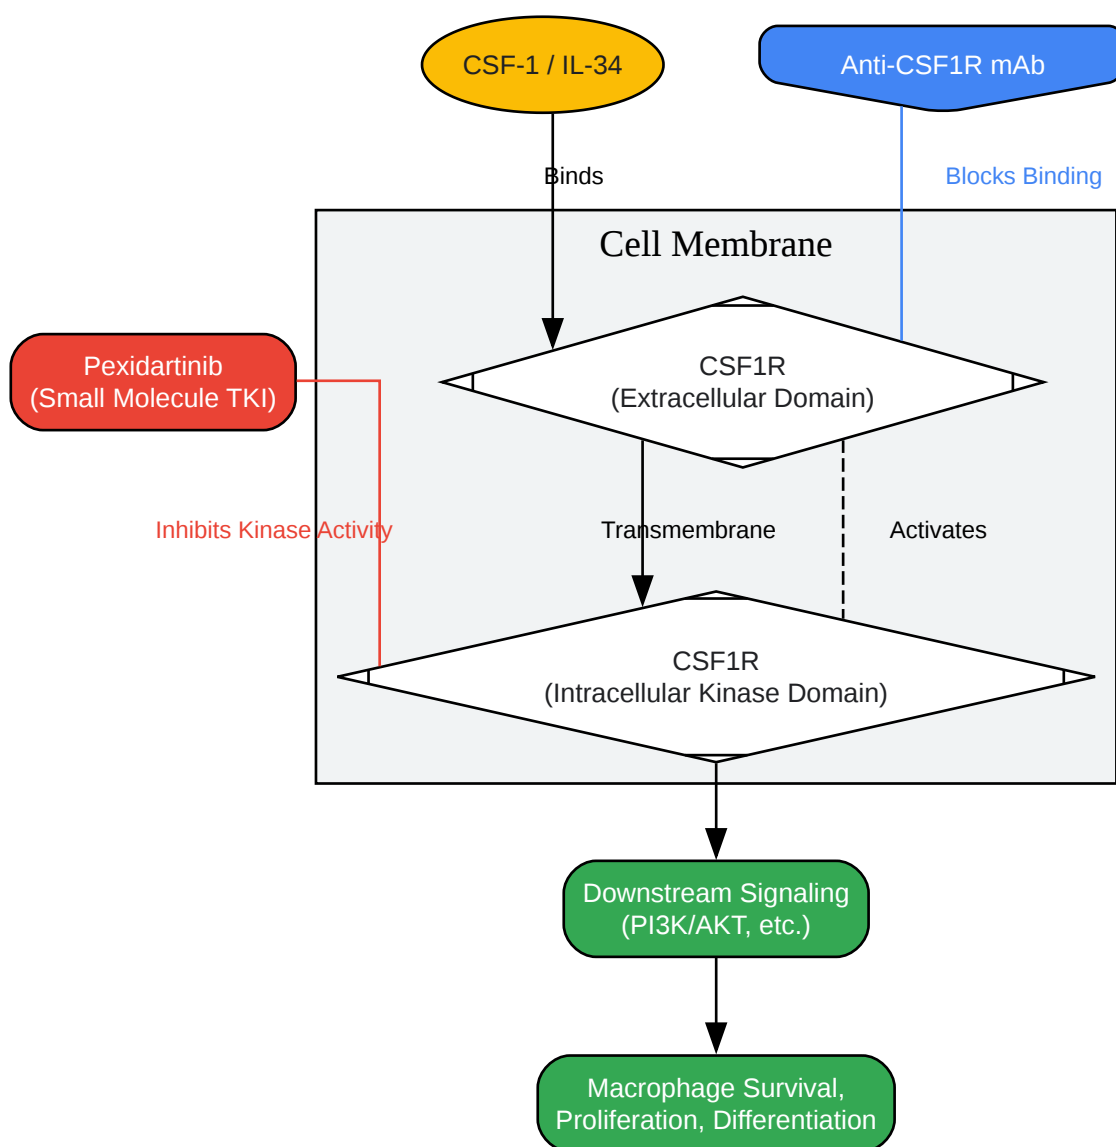 CSF-1 / IL-34
Anti-CSF1R mAb
Binds
Blocks Binding
Cell Membrane
Pexidartinib
(Small Molecule TKI)
CSF1R
(Extracellular Domain)
Inhibits Kinase Activity
Transmembrane
Activates
CSF1R
(Intracellular Kinase Domain)
Downstream Signaling
(PI3K/AKT, etc.)
Macrophage Survival,
Proliferation, Differentiation